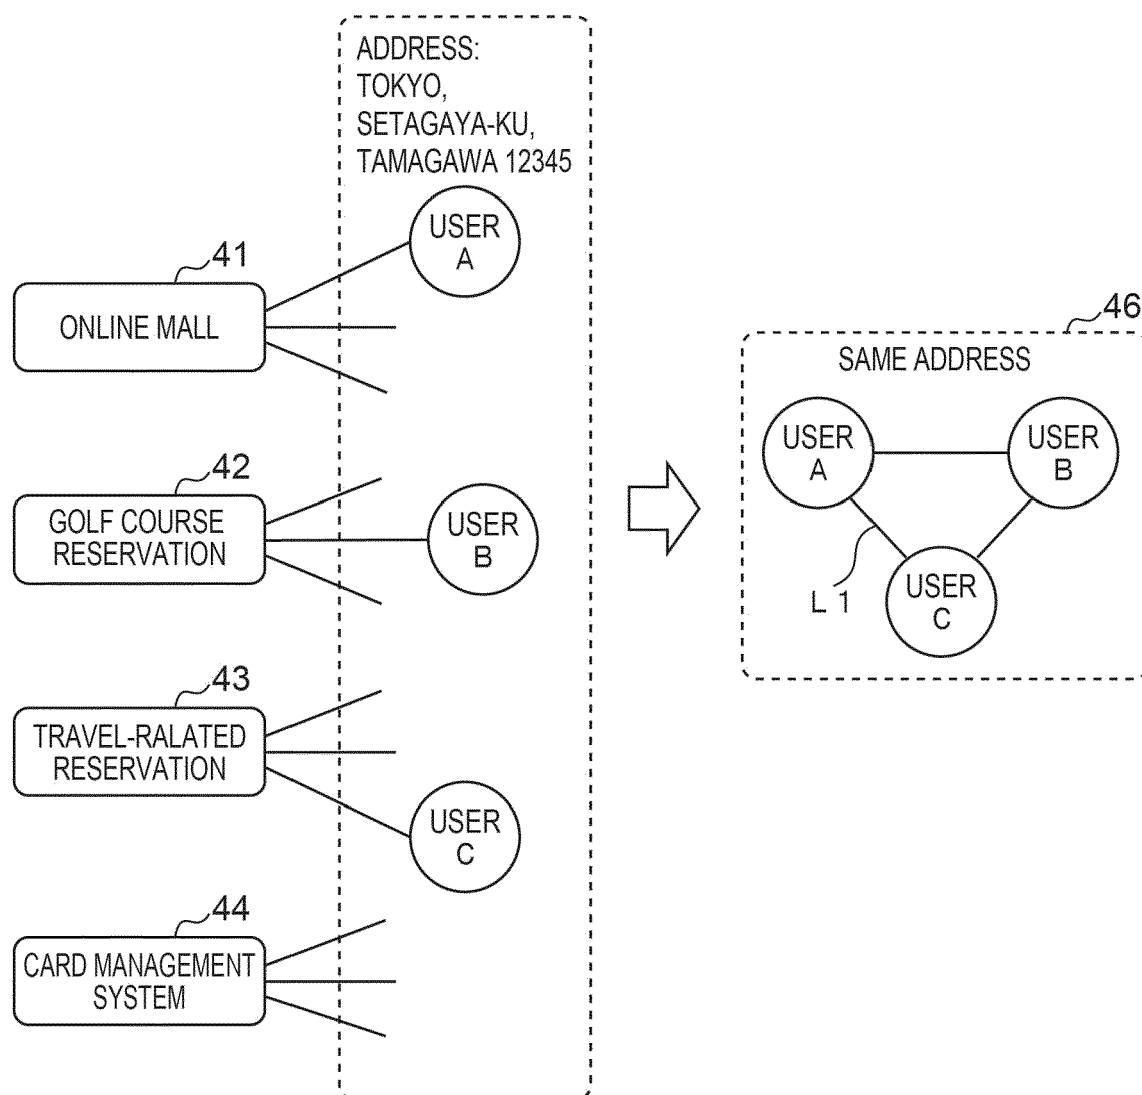 ADDRESS:
TOKYO,
SETAGAYA-KU,
TAMAGAWA 12345
USER
A
41
ONLINE MALL
42
GOLF COURSE
RESERVATION
USER
B
43
TRAVEL-RALATED
RESERVATION
USER
C
44
CARD MANAGEMENT
SYSTEM
46
SAME ADDRESS
USER
A
USER
B
L 1
USER
C